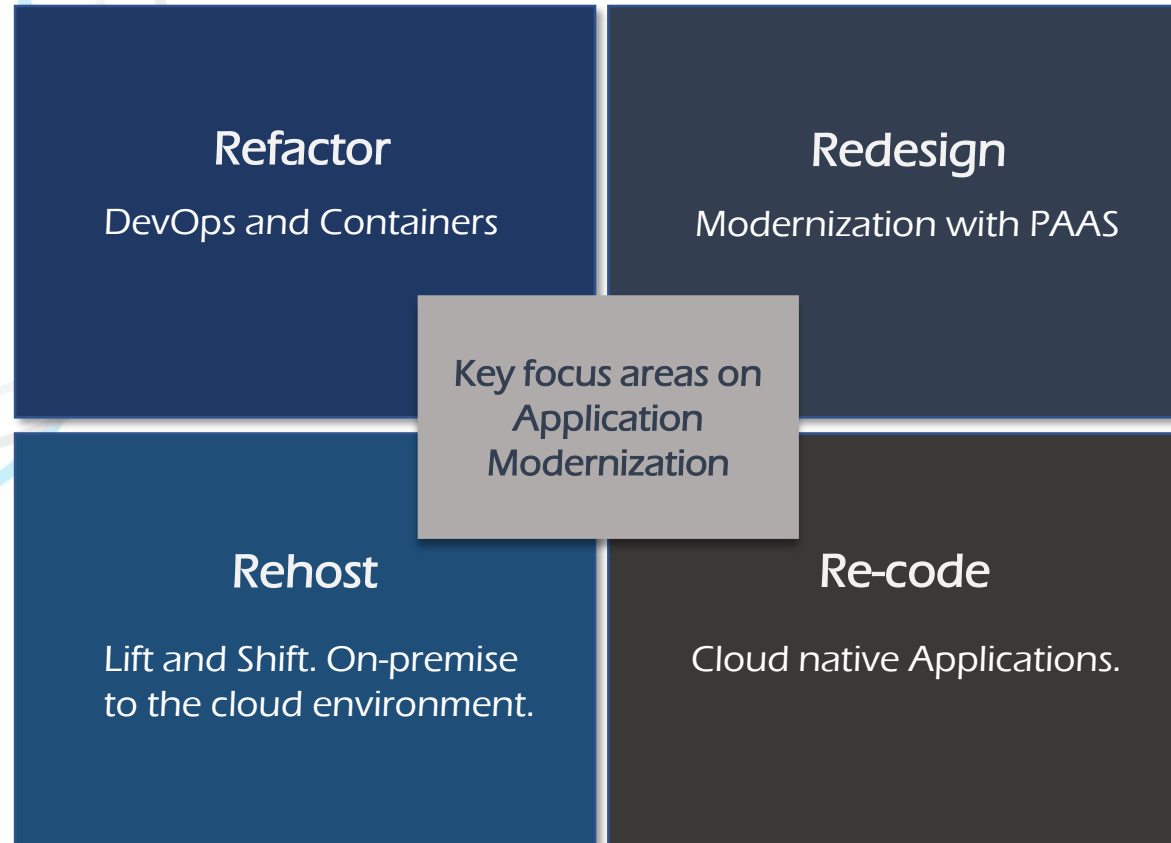 Refactor
DevOps and Containers
Redesign
Modernization with PAAS
Key focus areas on
Application
Modernization
Rehost
Lift and Shift. On-premise
to the cloud environment.
Re-code
Cloud native Applications.